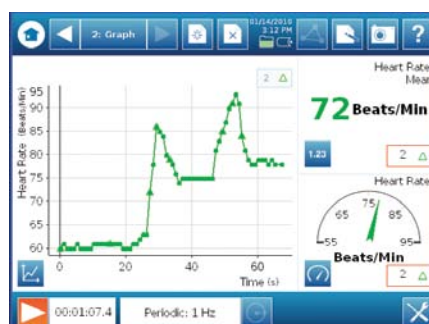 2: Graph
01/14/2010
3:12 PM
?
2 △
Heart Rate (Beats/Min)
95
90
85
80
75
70
65
60
0
20
40
60
Time (s)
Heart Rate
Mean
72 Beats/Min
1.23
2 △
Heart Rate
55
65
75
85
95
Beats/Min
2 △
00:01:07.4
Periodic: 1 Hz